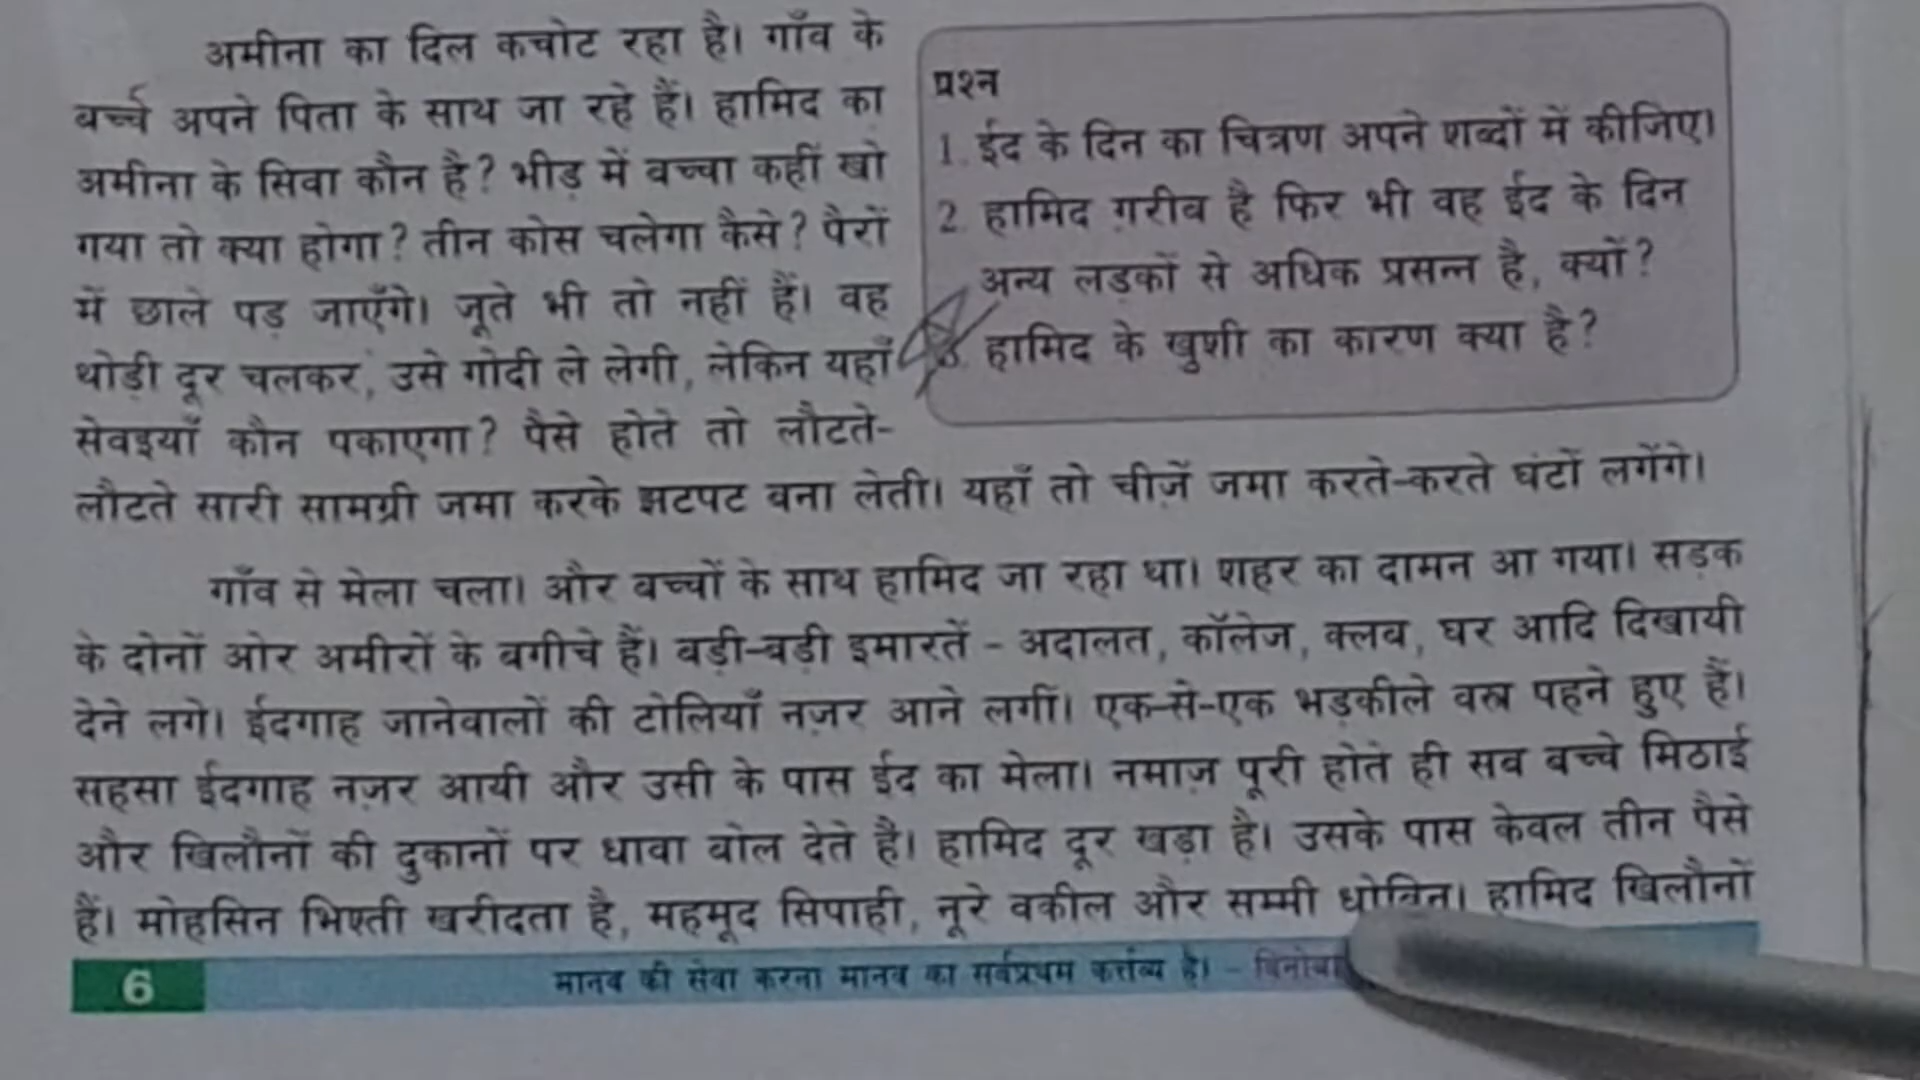 अमीना का दिल कचोट रहा है। गाँव के
बच्चे अपने पिता के साथ जा रहे हैं। हामिद का
अमीना के सिवा कौन है? भीड़ में बच्चा कहीं खो
गया तो क्या होगा? तीन कोस चलेगा कैसे? पैरों
में छाले पड़ जाएँगे। जूते भी तो नहीं हैं। वह
थोड़ी दूर चलकर, उसे गोदी ले लेगी, लेकिन यहाँ
सेवइयाँ कौन पकाएगा? पैसे होते तो लौटते-
लौटते सारी सामग्री जमा करके झटपट बना लेती। यहाँ तो चीज़ें जमा करते-करते घंटों लगेंगे।
प्रश्न
1. ईद के दिन का चित्रण अपने शब्दों में कीजिए।
2. हामिद ग़रीब है फिर भी वह ईद के दिन
अन्य लड़कों से अधिक प्रसन्न है, क्यों?
3. हामिद के खुशी का कारण क्या है?
गाँव से मेला चला। और बच्चों के साथ हामिद जा रहा था। शहर का दामन आ गया। सड़क
के दोनों ओर अमीरों के बगीचे हैं। बड़ी-बड़ी इमारतें - अदालत, कॉलेज, क्लब, घर आदि दिखायी
देने लगे। ईदगाह जानेवालों की टोलियाँ नज़र आने लगीं। एक-से-एक भड़कीले वस्त्र पहने हुए हैं।
सहसा ईदगाह नज़र आयी और उसी के पास ईद का मेला। नमाज़ पूरी होते ही सब बच्चे मिठाई
और खिलौनों की दुकानों पर धावा बोल देते है। हामिद दूर खड़ा है। उसके पास केवल तीन पैसे
हैं। मोहसिन भिश्ती खरीदता है, महमूद सिपाही, नूरे वकील और सम्मी धोबिन। हामिद खिलौनों
6 मानव की सेवा करना मानव का सर्वप्रथम कर्त्तव्य है। - विनोबा